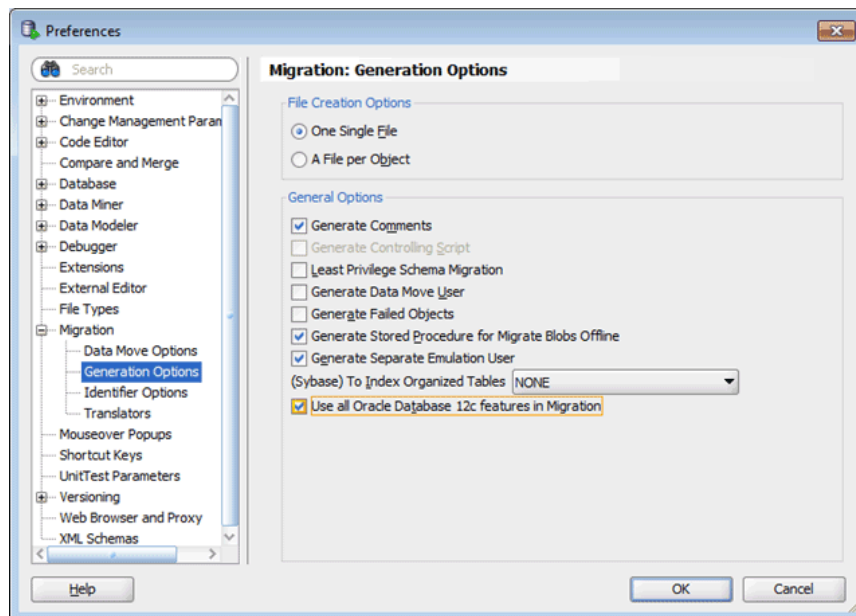 Preferences
Search
Environment
Change Management Param
Code Editor
Compare and Merge
Database
Data Miner
Data Modeler
Debugger
Extensions
External Editor
File Types
Migration
Data Move Options
Generation Options
Identifier Options
Translators
Mouseover Popups
Shortcut Keys
UnitTest Parameters
Versioning
Web Browser and Proxy
XML Schemas
Migration: Generation Options
File Creation Options
One Single File
A File per Object
General Options
Generate Comments
Generate Controlling Script
Least Privilege Schema Migration
Generate Data Move User
Generate Failed Objects
Generate Stored Procedure for Migrate Blobs Offline
Generate Separate Emulation User
(Sybase) To Index Organized Tables NONE
Use all Oracle Database 12c features in Migration
Help
OK
Cancel